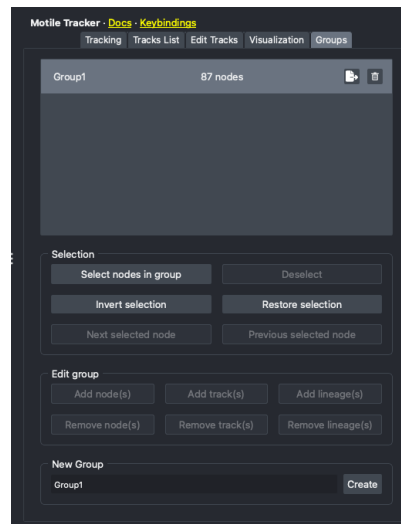 Motile Tracker · Docs · Keybindings
Tracking Tracks List Edit Tracks Visualization Groups
Group1 87 nodes
Selection
Select nodes in group Deselect
Invert selection Restore selection
Next selected node Previous selected node
Edit group
Add node(s) Add track(s) Add lineage(s)
Remove node(s) Remove track(s) Remove lineage(s)
New Group
Group1 Create